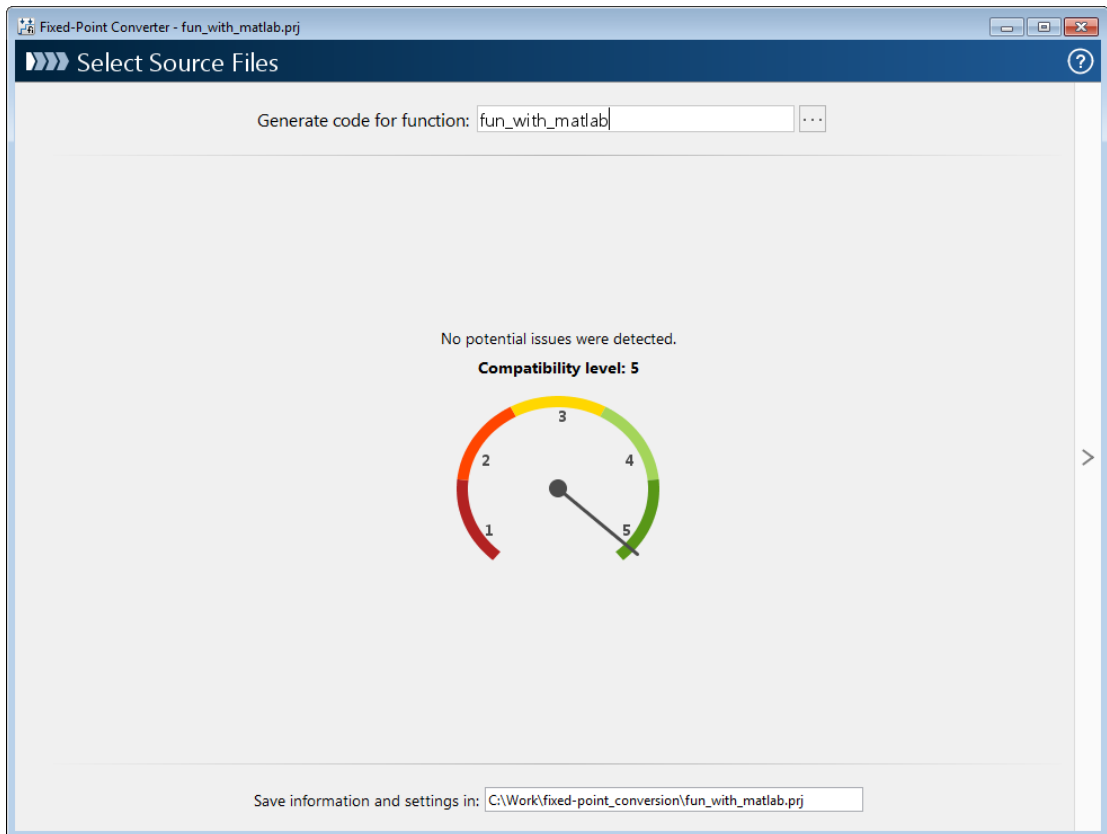 Fixed-Point Converter - fun_with_matlab.prj
Select Source Files
?
Generate code for function: fun_with_matlab ...
No potential issues were detected.
Compatibility level: 5
3
2 4
1 5
>
Save information and settings in: C:\Work\fixed-point_conversion\fun_with_matlab.prj